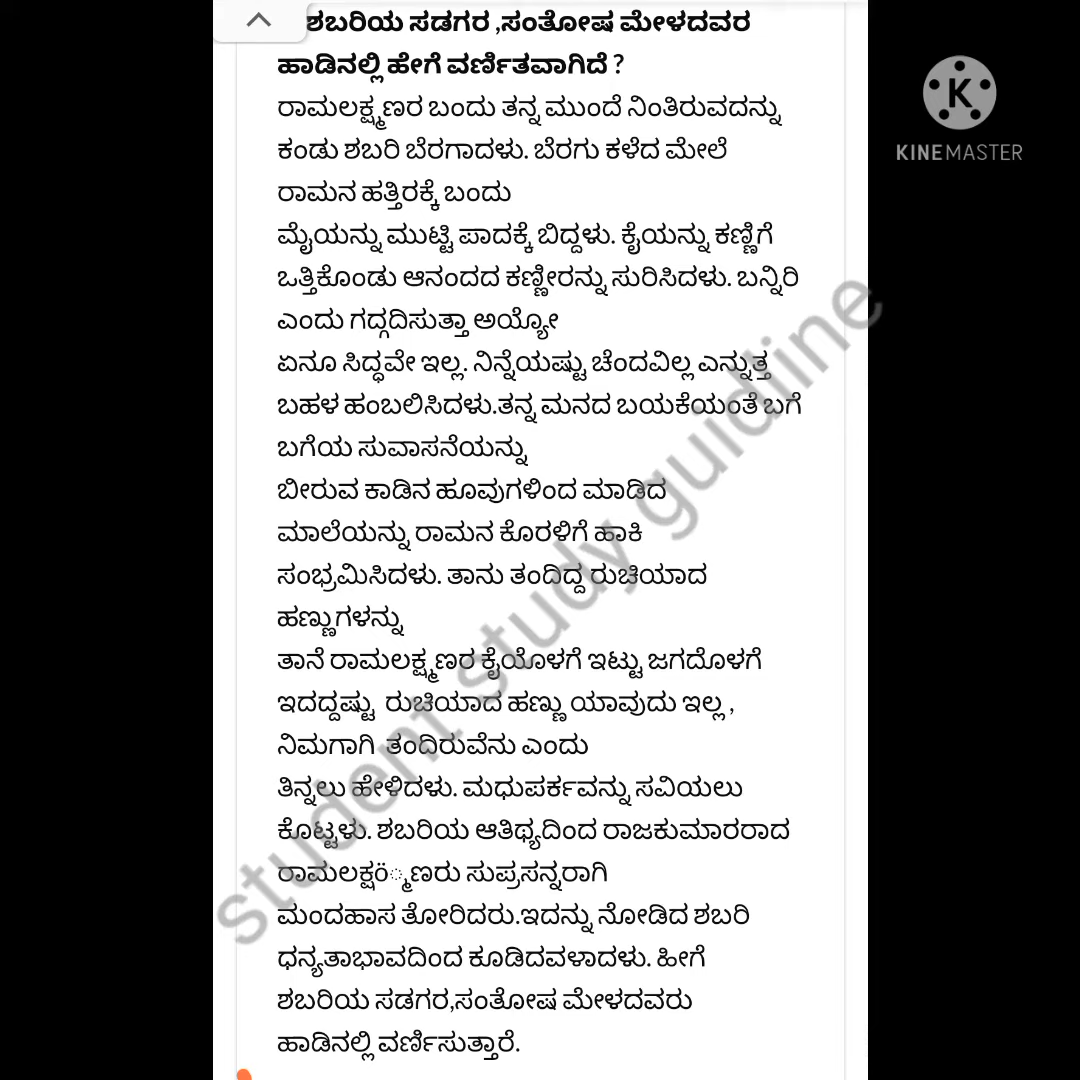 ಶಬರಿಯ ಸಡಗರ ,ಸಂತೋಷ ಮೇಳದವರ
ಹಾಡಿನಲ್ಲಿ ಹೇಗೆ ವರ್ಣಿತವಾಗಿದೆ ?
ರಾಮಲಕ್ಷ್ಮಣರ ಬಂದು ತನ್ನ ಮುಂದೆ ನಿಂತಿರುವದನ್ನು
ಕಂಡು ಶಬರಿ ಬೆರಗಾದಳು. ಬೆರಗು ಕಳೆದ ಮೇಲೆ
ರಾಮನ ಹತ್ತಿರಕ್ಕೆ ಬಂದು
ಮೈಯನ್ನು ಮುಟ್ಟಿ ಪಾದಕ್ಕೆ ಬಿದ್ದಳು. ಕೈಯನ್ನು ಕಣ್ಣಿಗೆ
ಒತ್ತಿಕೊಂಡು ಆನಂದದ ಕಣ್ಣೀರನ್ನು ಸುರಿಸಿದಳು. ಬನ್ನಿರಿ
ಎಂದು ಗದ್ಗದಿಸುತ್ತಾ ಅಯ್ಯೋ
ಏನೂ ಸಿದ್ಧವೇ ಇಲ್ಲ. ನಿನ್ನೆಯಷ್ಟು ಚೆಂದವಿಲ್ಲ ಎನ್ನುತ್ತ
ಬಹಳ ಹಂಬಲಿಸಿದಳು.ತನ್ನ ಮನದ ಬಯಕೆಯಂತೆ ಬಗೆ
ಬಗೆಯ ಸುವಾಸನೆಯನ್ನು
ಬೀರುವ ಕಾಡಿನ ಹೂವುಗಳಿಂದ ಮಾಡಿದ
ಮಾಲೆಯನ್ನು ರಾಮನ ಕೊರಳಿಗೆ ಹಾಕಿ
ಸಂಭ್ರಮಿಸಿದಳು. ತಾನು ತಂದಿದ್ದ ರುಚಿಯಾದ
ಹಣ್ಣುಗಳನ್ನು
ತಾನೆ ರಾಮಲಕ್ಷ್ಮಣರ ಕೈಯೊಳಗೆ ಇಟ್ಟು ಜಗದೊಳಗೆ
ಇದದ್ದಷ್ಟು ರುಚಿಯಾದ ಹಣ್ಣು ಯಾವುದು ಇಲ್ಲ ,
ನಿಮಗಾಗಿ ತಂದಿರುವೆನು ಎಂದು
ತಿನ್ನಲು ಹೇಳಿದಳು. ಮಧುಪರ್ಕವನ್ನು ಸವಿಯಲು
ಕೊಟ್ಟಳು. ಶಬರಿಯ ಆತಿಥ್ಯದಿಂದ ರಾಜಕುಮಾರರಾದ
ರಾಮಲಕ್ಷö್ಮಣರು ಸುಪ್ರಸನ್ನರಾಗಿ
ಮಂದಹಾಸ ತೋರಿದರು.ಇದನ್ನು ನೋಡಿದ ಶಬರಿ
ಧನ್ಯತಾಭಾವದಿಂದ ಕೂಡಿದವಳಾದಳು. ಹೀಗೆ
ಶಬರಿಯ ಸಡಗರ,ಸಂತೋಷ ಮೇಳದವರು
ಹಾಡಿನಲ್ಲಿ ವರ್ಣಿಸುತ್ತಾರೆ.
student study guidline
K
KINEMASTER